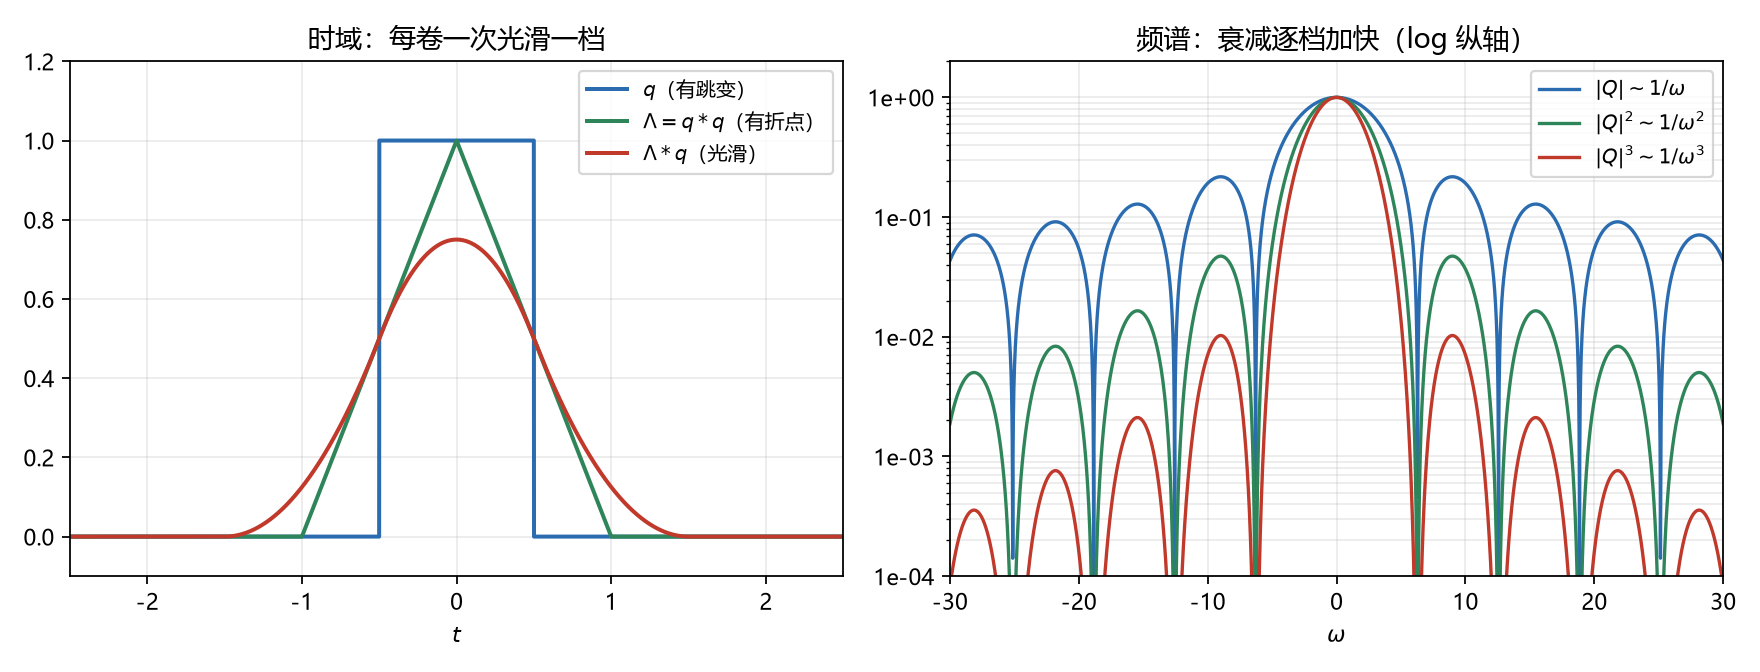 时域：每卷一次光滑一档
1.2
1.0
0.8
0.6
0.4
0.2
0.0
-2
-1
0
1
2
t
q（有跳变）
Λ = q * q（有折点）
Λ * q（光滑）
频谱：衰减逐档加快（log 纵轴）
1e+00
1e-01
1e-02
1e-03
1e-04
-30
-20
-10
0
10
20
30
ω
|Q| ~ 1/ω
|Q|² ~ 1/ω²
|Q|³ ~ 1/ω³